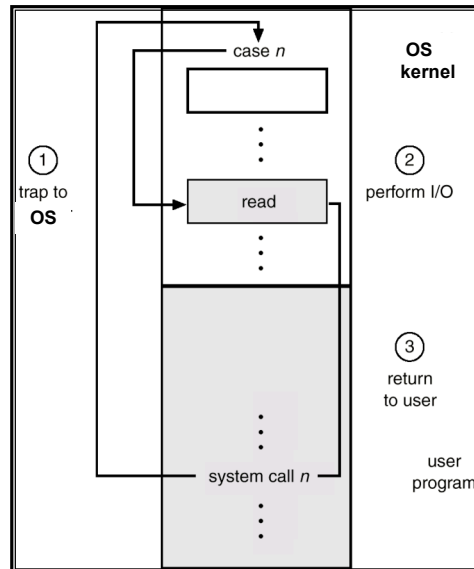 case n
OS
kernel
1
trap to
OS
2
perform I/O
read
3
return
to user
system call n
user
program